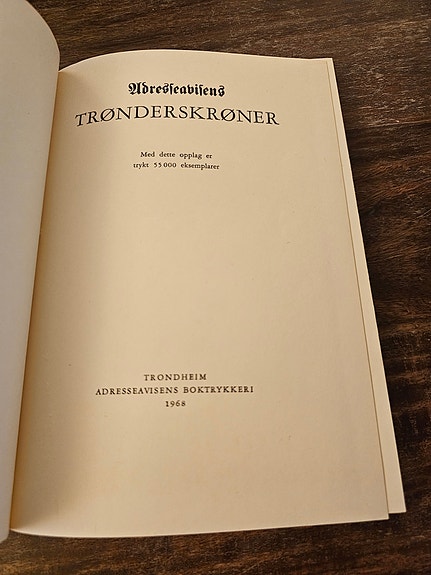 Adresseavisens
TRØNDERSKRØNER
Med dette opplag er
trykt 55 000 eksemplarer
TRONDHEIM
ADRESSEAVISENS BOKTRYKKERI
1968